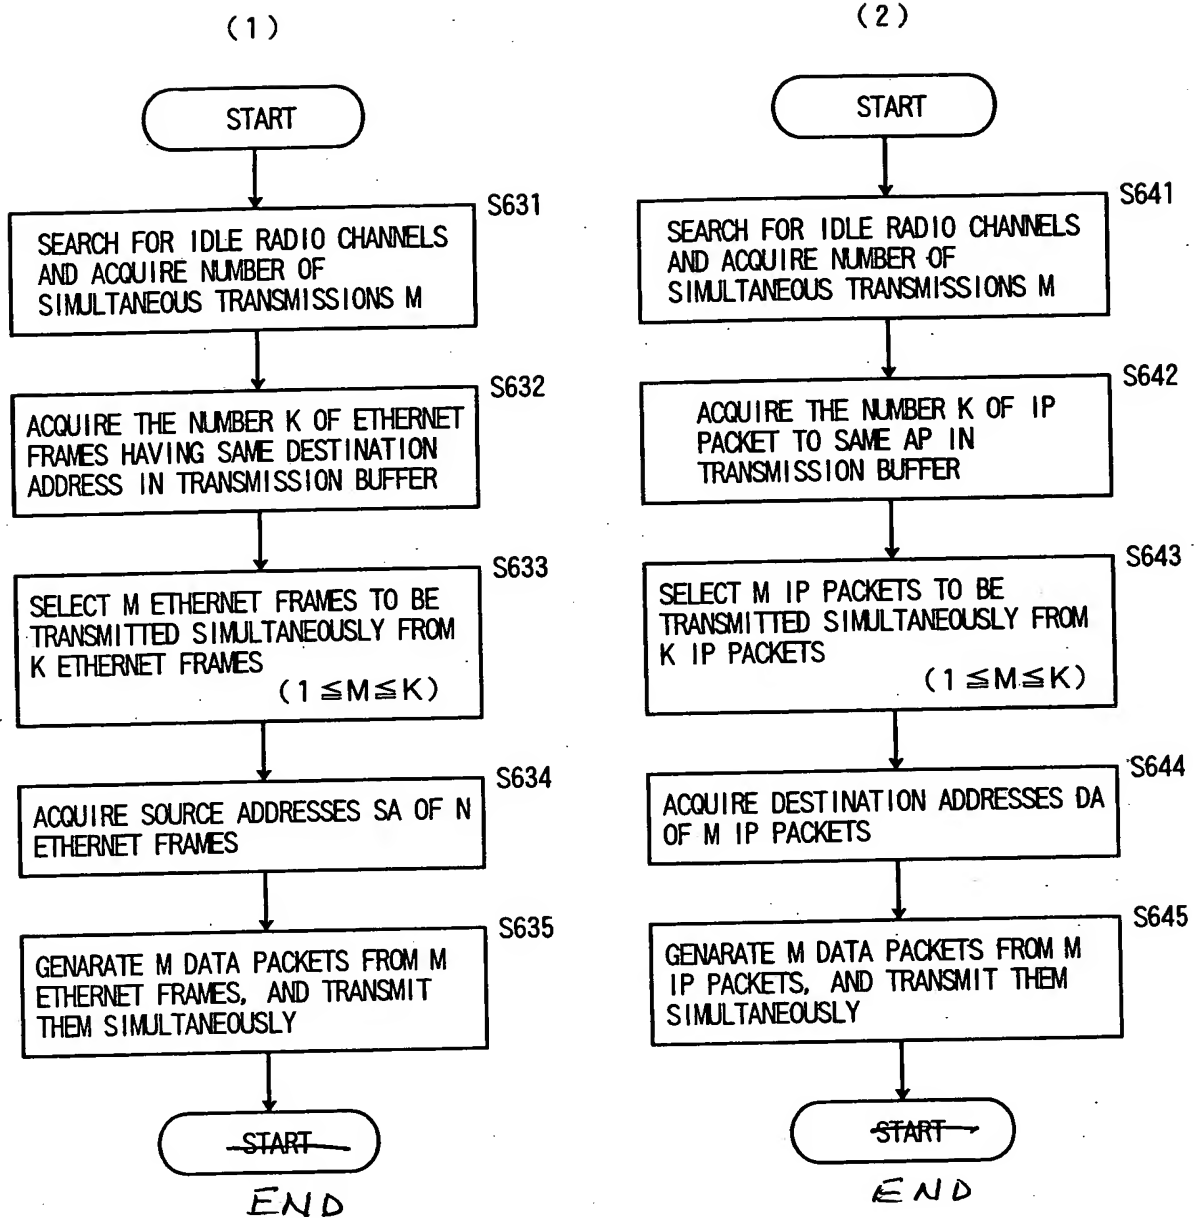 (1)
START
S631
SEARCH FOR IDLE RADIO CHANNELS
AND ACQUIRE NUMBER OF
SIMULTANEOUS TRANSMISSIONS M
S632
ACQUIRE THE NUMBER K OF ETHERNET
FRAMES HAVING SAME DESTINATION
ADDRESS IN TRANSMISSION BUFFER
S633
SELECT M ETHERNET FRAMES TO BE
TRANSMITTED SIMULTANEOUSLY FROM
K ETHERNET FRAMES
(1≦M≦K)
S634
ACQUIRE SOURCE ADDRESSES SA OF N
ETHERNET FRAMES
S635
GENARATE M DATA PACKETS FROM M
ETHERNET FRAMES, AND TRANSMIT
THEM SIMULTANEOUSLY
START
END
(2)
START
S641
SEARCH FOR IDLE RADIO CHANNELS
AND ACQUIRE NUMBER OF
SIMULTANEOUS TRANSMISSIONS M
S642
ACQUIRE THE NUMBER K OF IP
PACKET TO SAME AP IN
TRANSMISSION BUFFER
S643
SELECT M IP PACKETS TO BE
TRANSMITTED SIMULTANEOUSLY FROM
K IP PACKETS
(1≦M≦K)
S644
ACQUIRE DESTINATION ADDRESSES DA
OF M IP PACKETS
S645
GENARATE M DATA PACKETS FROM M
IP PACKETS, AND TRANSMIT THEM
SIMULTANEOUSLY
START
END